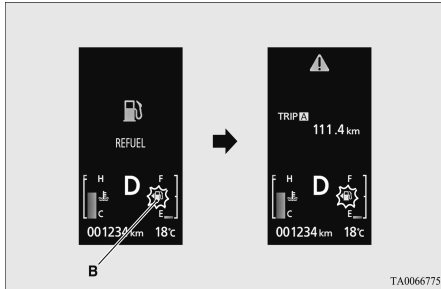 REFUEL
H D F
C E
001234 km 18°c
B
TRIP A
111.4 km
H D F
C E
001234 km 18°c
TA0066775